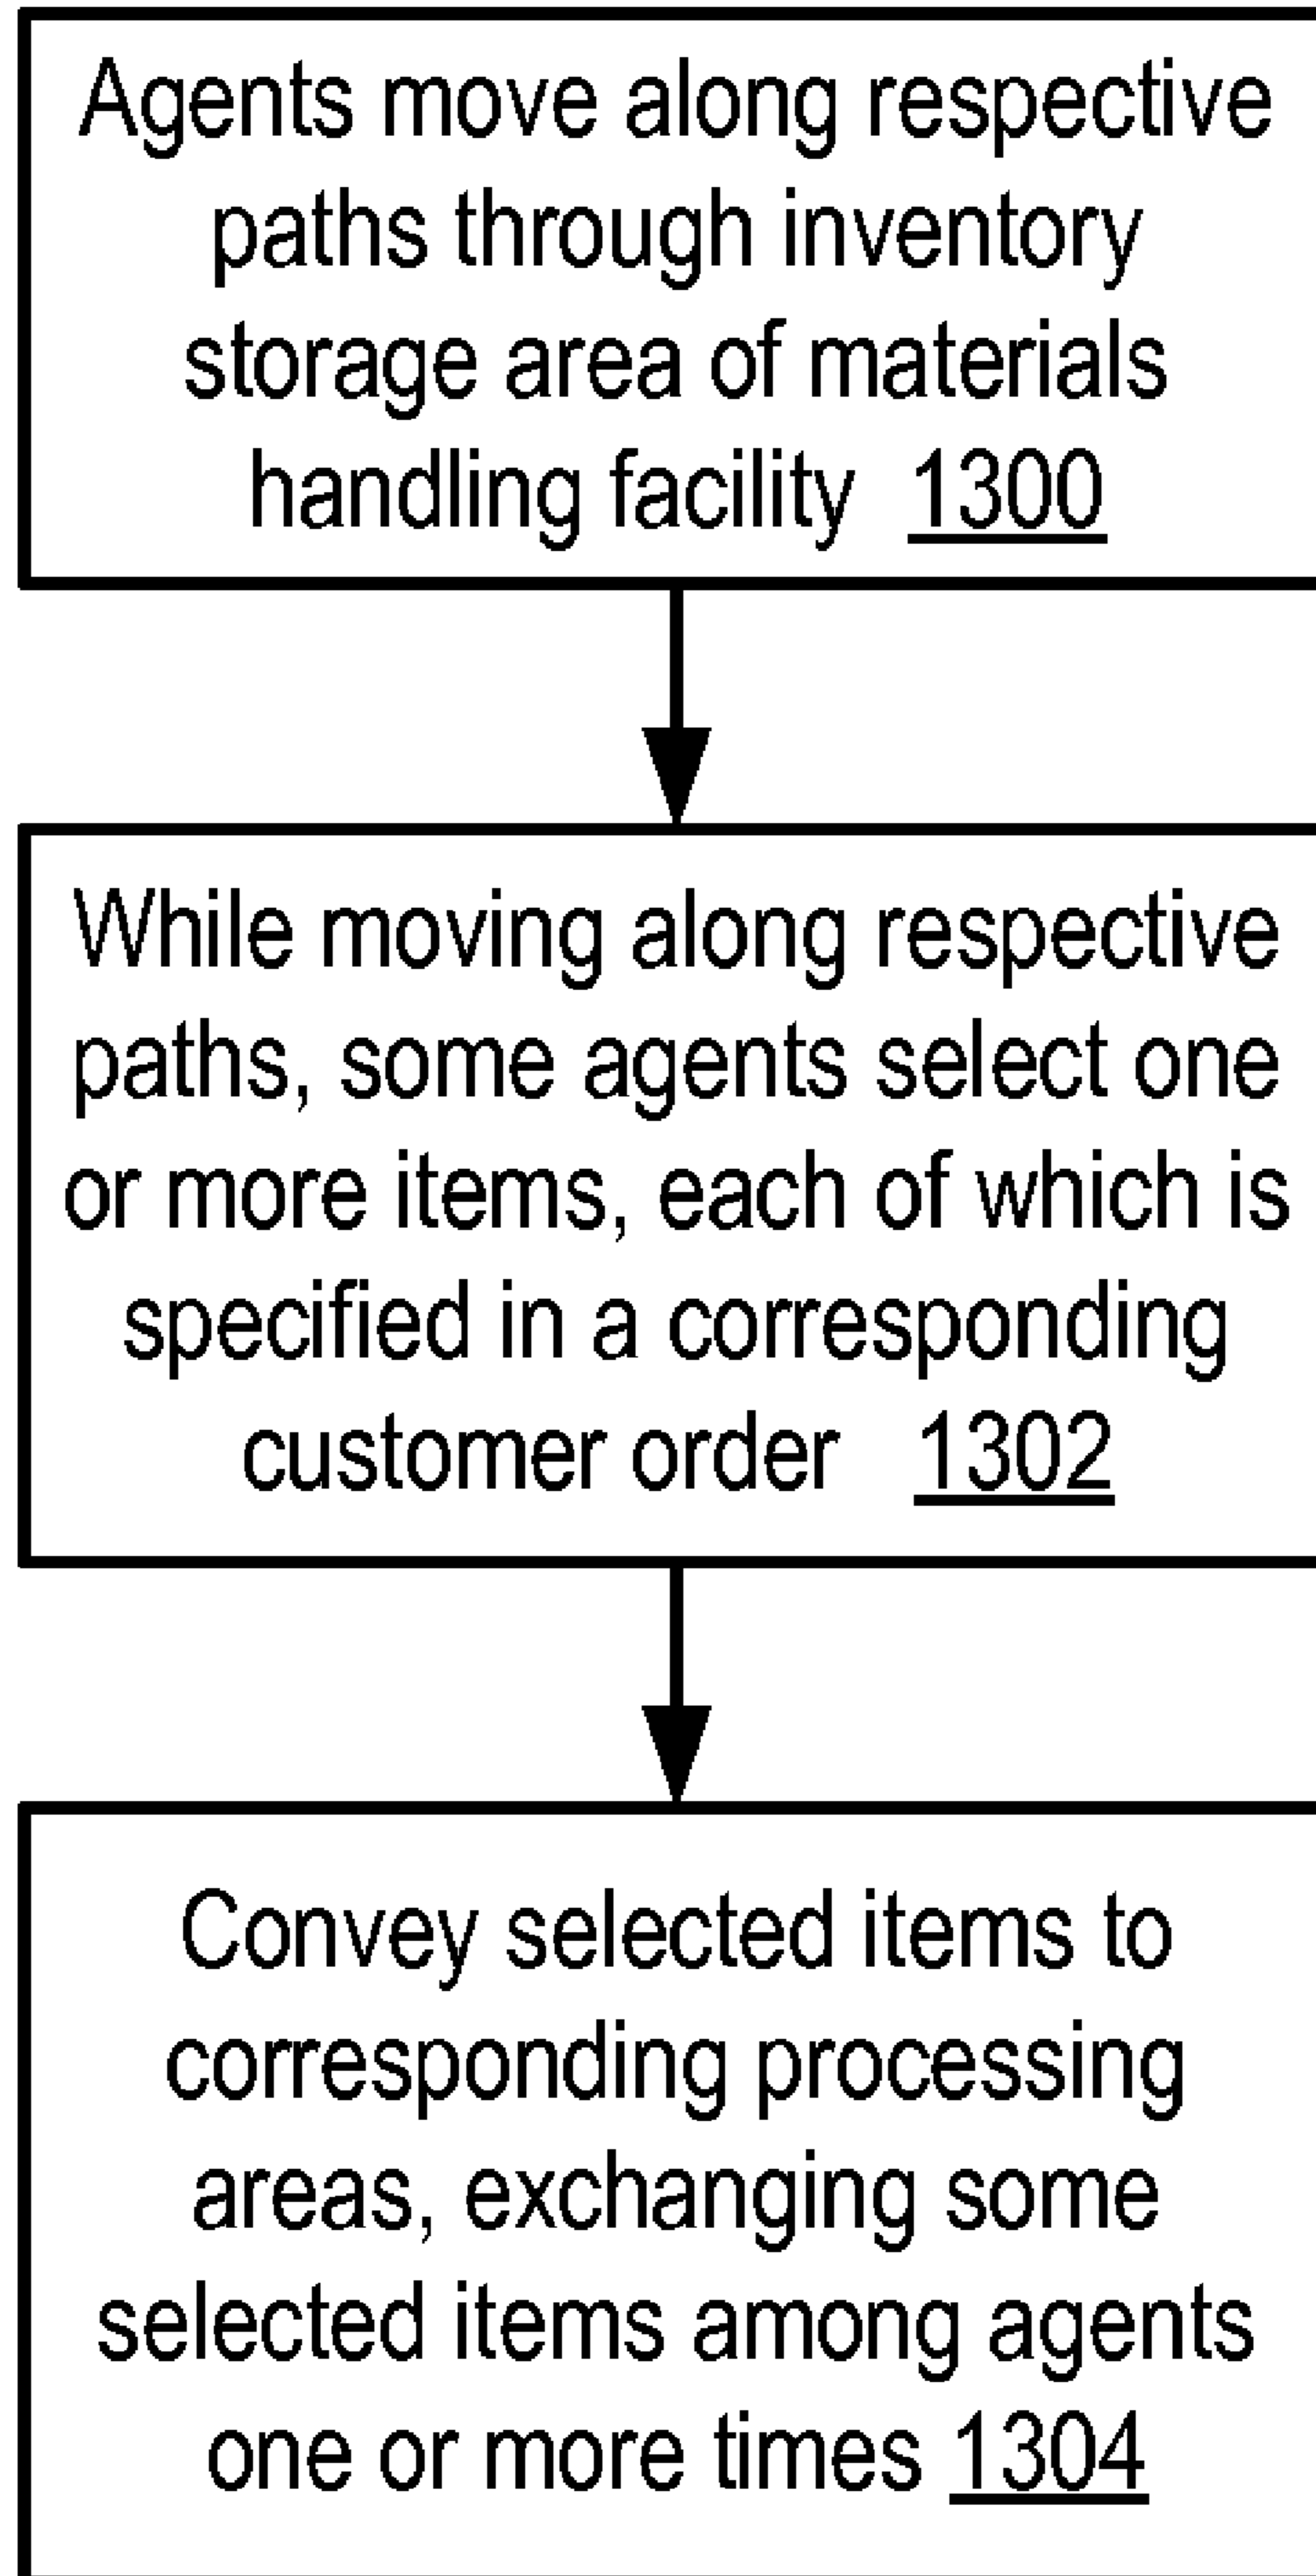 Agents move along respective
paths through inventory
storage area of materials
handling facility 1300
While moving along respective
paths, some agents select one
or more items, each of which is
specified in a corresponding
customer order 1302
Convey selected items to
corresponding processing
areas, exchanging some
selected items among agents
one or more times 1304